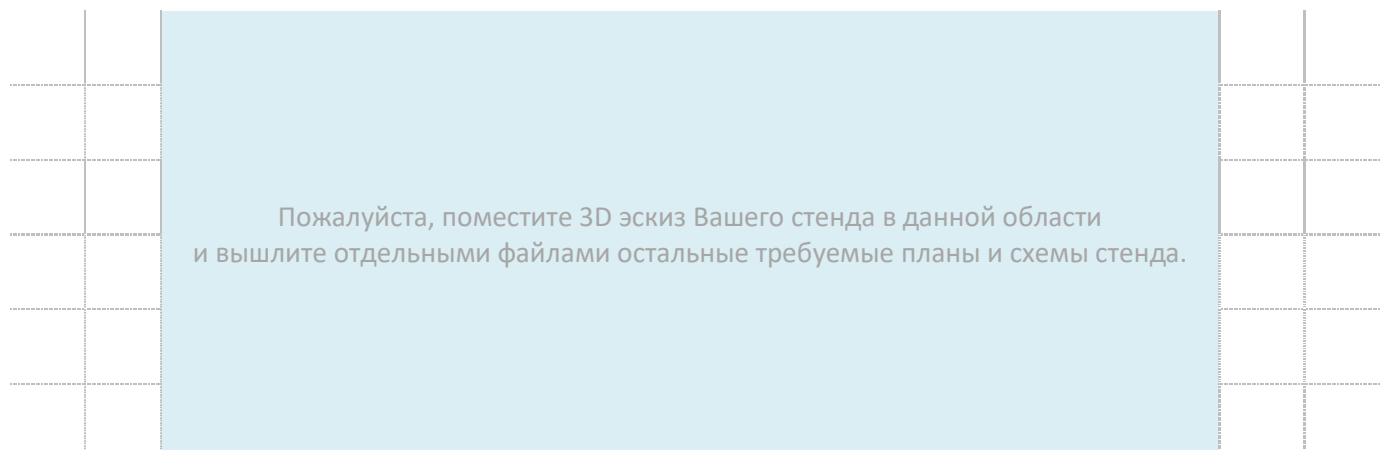 Пожалуйста, поместите 3D эскиз Вашего стенда в данной области
и вышлите отдельными файлами остальные требуемые планы и схемы стенда.